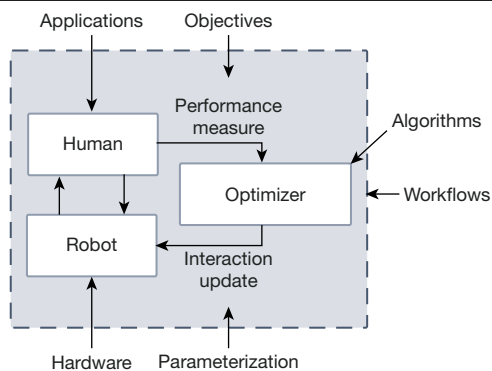 Applications
Objectives
Performance
measure
Algorithms
Human
Optimizer
Workflows
Robot
Interaction
update
Hardware
Parameterization